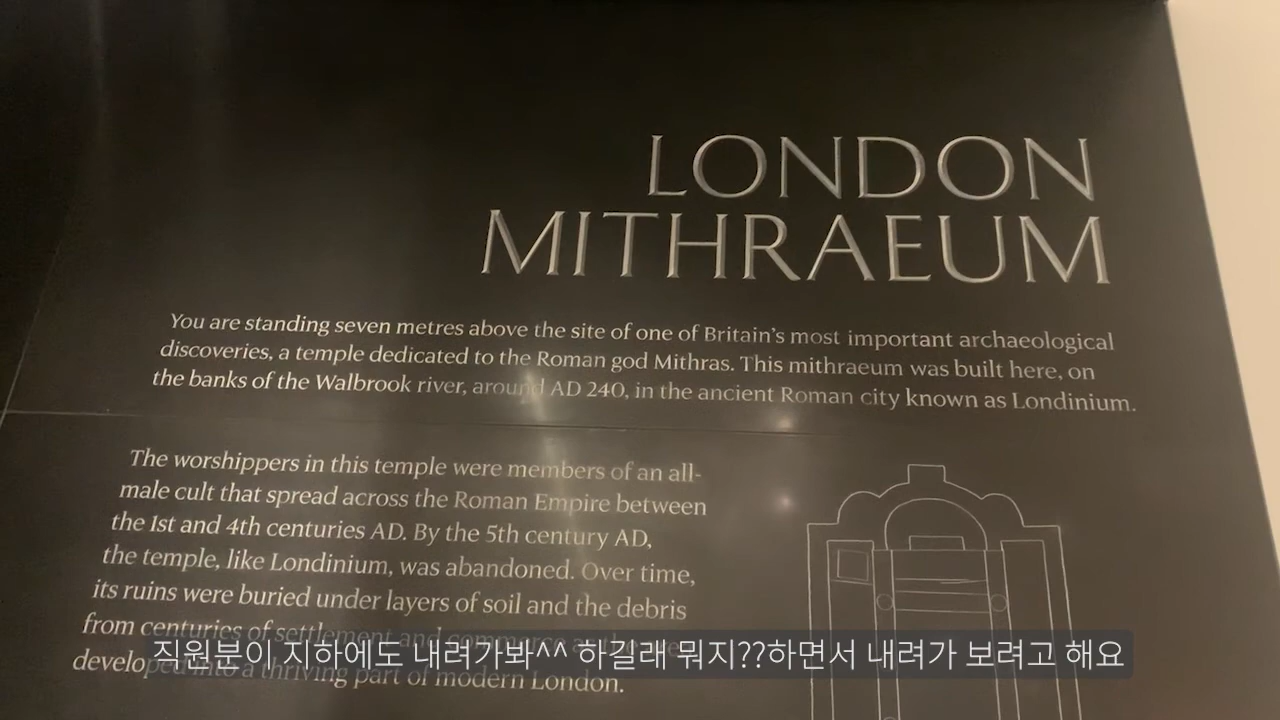 LONDON
MITHRAEUM
You are standing seven metres above the site of one of Britain's most important archaeological
discoveries, a temple dedicated to the Roman god Mithras. This mithraeum was built here, on
the banks of the Walbrook river, around AD 240, in the ancient Roman city known as Londinium.
The worshippers in this temple were members of an all-
male cult that spread across the Roman Empire between
the 1st and 4th centuries AD. By the 5th century AD,
the temple, like Londinium, was abandoned. Over time,
its ruins were buried under layers of soil and the debris
from centuries of settlement and commerce as the
developed into a thriving part of modern London.
직원분이 지하에도 내려가봐^^ 하길래 뭐지??하면서 내려가 보려고 해요